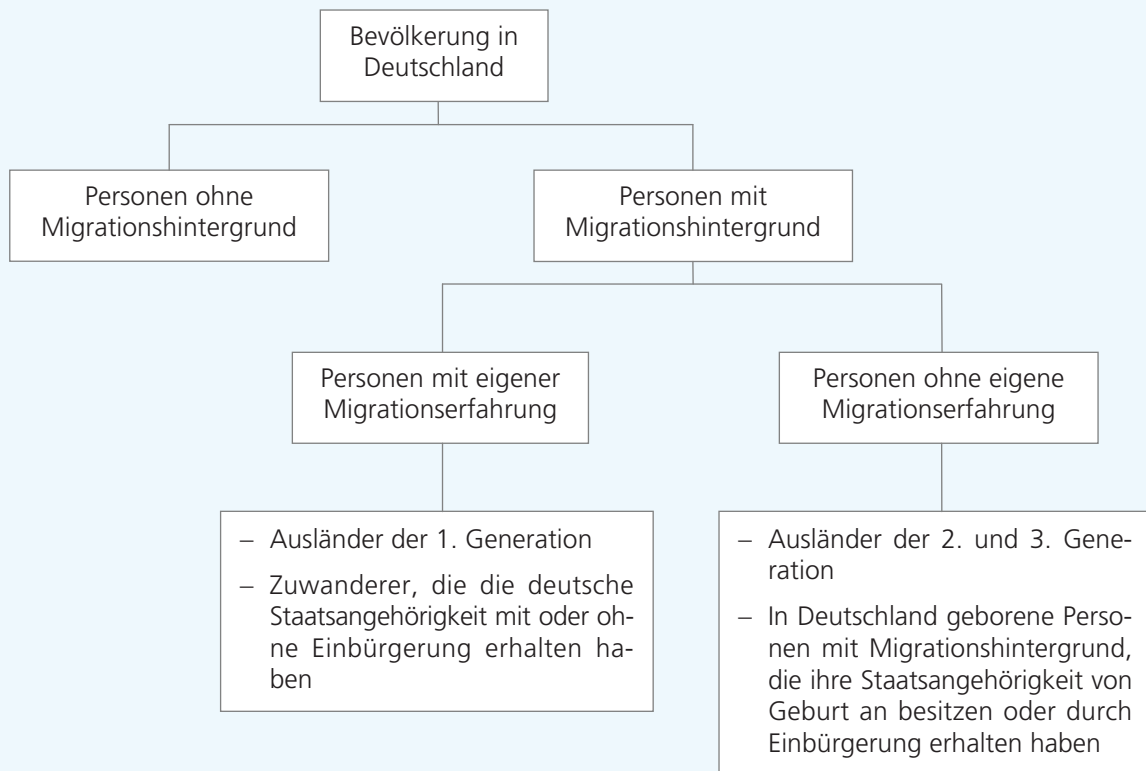 Bevölkerung in
Deutschland
Personen ohne
Migrationshintergrund
Personen mit
Migrationshintergrund
Personen mit eigener
Migrationserfahrung
Personen ohne eigene
Migrationserfahrung
– Ausländer der 1. Generation
– Zuwanderer, die die deutsche
Staatsangehörigkeit mit oder oh-
ne Einbürgerung erhalten ha-
ben
– Ausländer der 2. und 3. Gene-
ration
– In Deutschland geborene Perso-
nen mit Migrationshintergrund,
die ihre Staatsangehörigkeit von
Geburt an besitzen oder durch
Einbürgerung erhalten haben